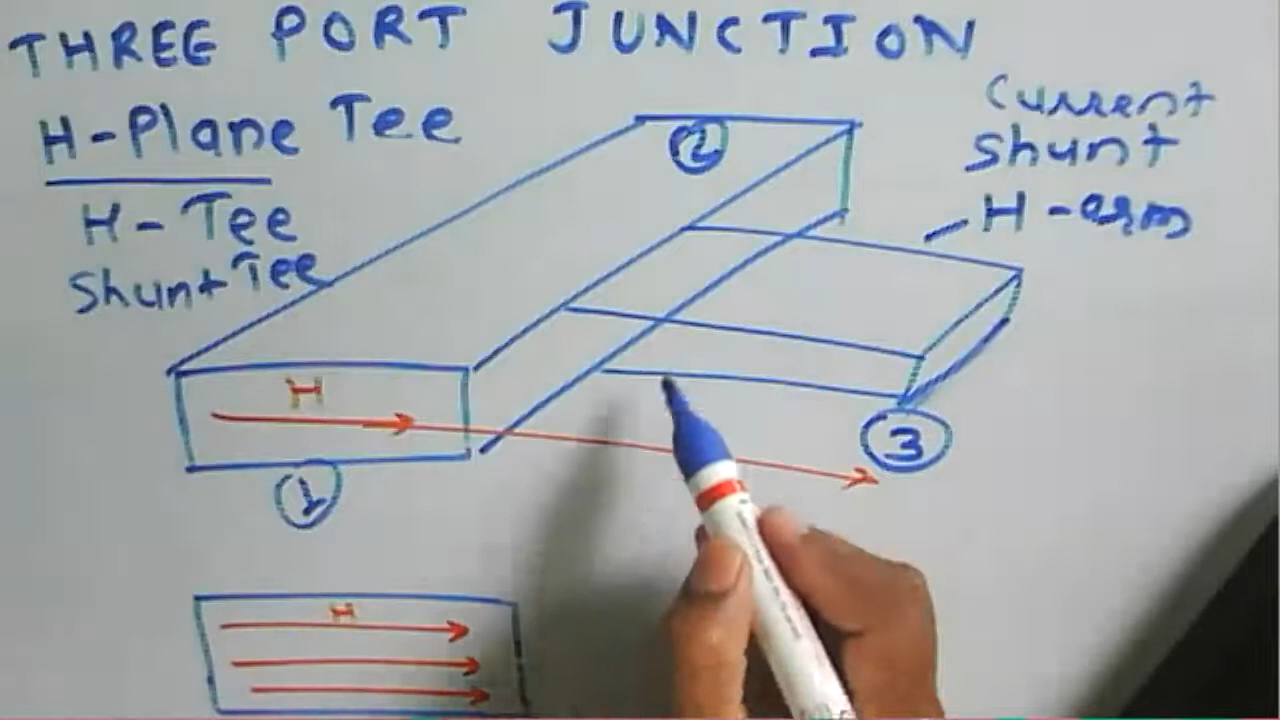 THREE PORT JUNCTION
H-Plane Tee
H-Tee
Shunt Tee
Current
Shunt
H-arm
2
H
3
1
H